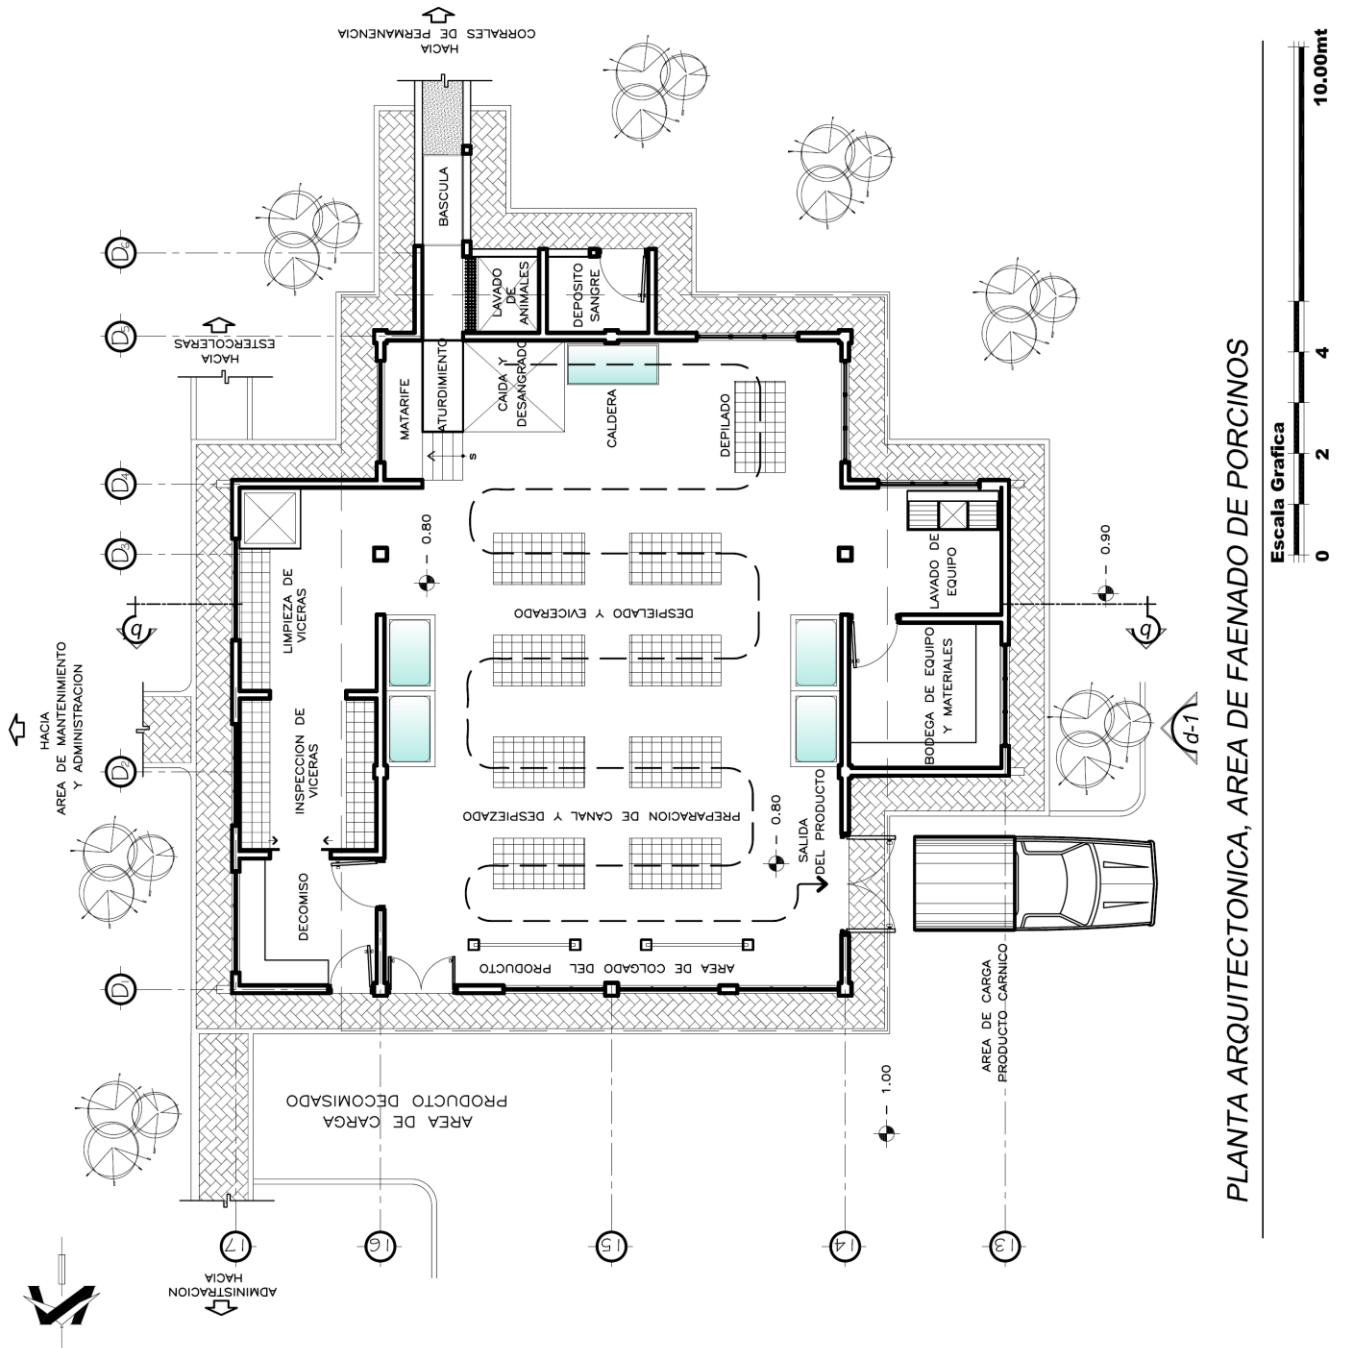 CORRALES DE PERMANENCIA
HACIA
BASCULA
HACIA
ESTERCOLERAS
LAVADO
DE
ANIMALES
DEPOSITO
SANGRE
MATARIFE
ATURDIMIENTO
CAIDA Y
DESANGRADO
CALDERA
DEPILADO
S
D6
D5
D4
D3
D2
D1
- 0.80
LIMPIEZA DE
VICERAS
DESPIELADO Y EVICERADO
LAVADO DE
EQUIPO
- 0.90
b
b
HACIA
AREA DE MANTENIMIENTO
Y ADMINISTRACION
INSPECCION DE
VICERAS
BODEGA DE EQUIPO
Y MATERIALES
d-1
PREPARACION DE CANAL Y DESPIEZADO
- 0.80
SALIDA
DEL PRODUCTO
DECOMISO
AREA DE COLGADO DEL PRODUCTO
AREA DE CARGA
PRODUCTO CARNICO
AREA DE CARGA
PRODUCTO DECOMISADO
- 1.00
17
16
15
14
13
HACIA
ADMINISTRACION
N
PLANTA ARQUITECTONICA, AREA DE FAENADO DE PORCINOS
Escala Grafica
0
2
4
10.00mt